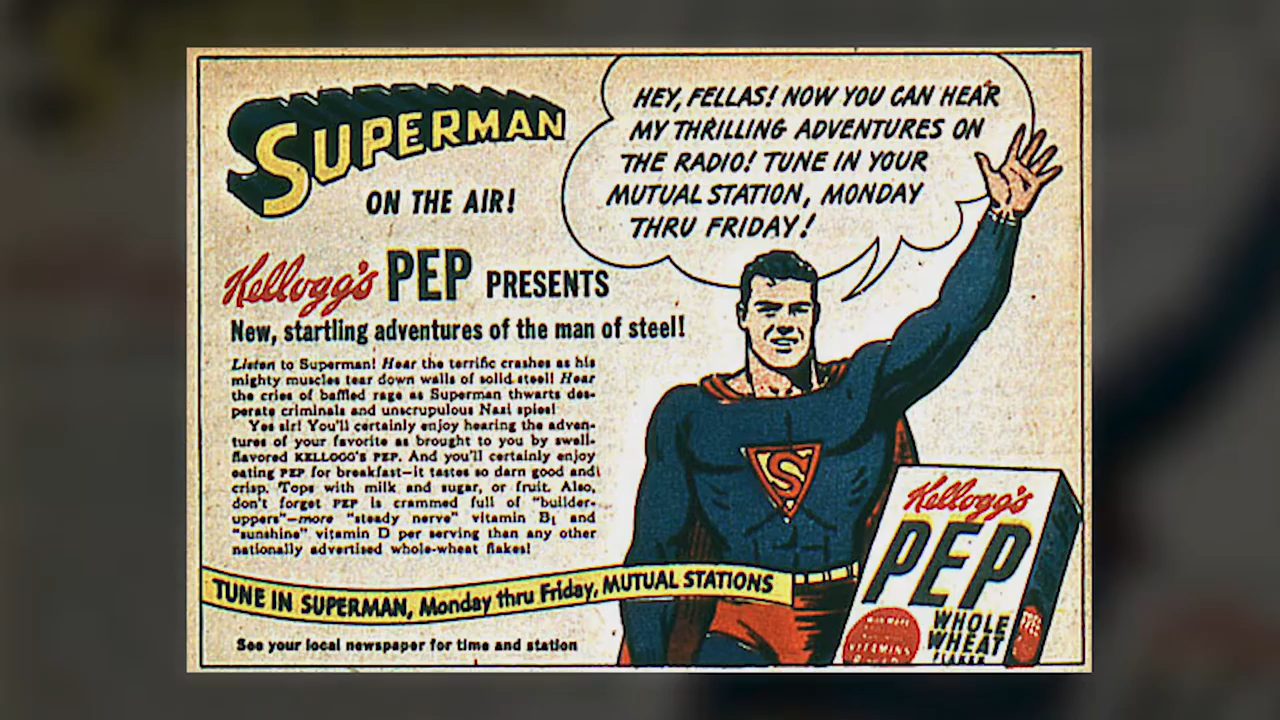 SUPERMAN
ON THE AIR!
HEY, FELLAS! NOW YOU CAN HEAR
MY THRILLING ADVENTURES ON
THE RADIO! TUNE IN YOUR
MUTUAL STATION, MONDAY
THRU FRIDAY!
Kellogg's PEP PRESENTS
New, startling adventures of the man of steel!
Listen to Superman! Hear the terrific crashes as his
mighty muscles tear down walls of solid steel! Hear
the cries of baffled rage as Superman thwarts des-
perate criminals and unscrupulous Nazi spies!
Yes sir! You'll certainly enjoy hearing the adven-
tures of your favorite as brought to you by swell-
flavored KELLOGG'S PEP. And you'll certainly enjoy
eating PEP for breakfast—it tastes so darn good and
crisp. Tops with milk and sugar, or fruit. Also,
don't forget PEP is crammed full of "builder-
uppers"—more "steady nerve" vitamin B1 and
"sunshine" vitamin D per serving than any other
nationally advertised whole-wheat flakes!
TUNE IN SUPERMAN, Monday thru Friday, MUTUAL STATIONS
See your local newspaper for time and station
S
Kellogg's
PEP
WHOLE
WHEAT
FLAKES
VITAMINS